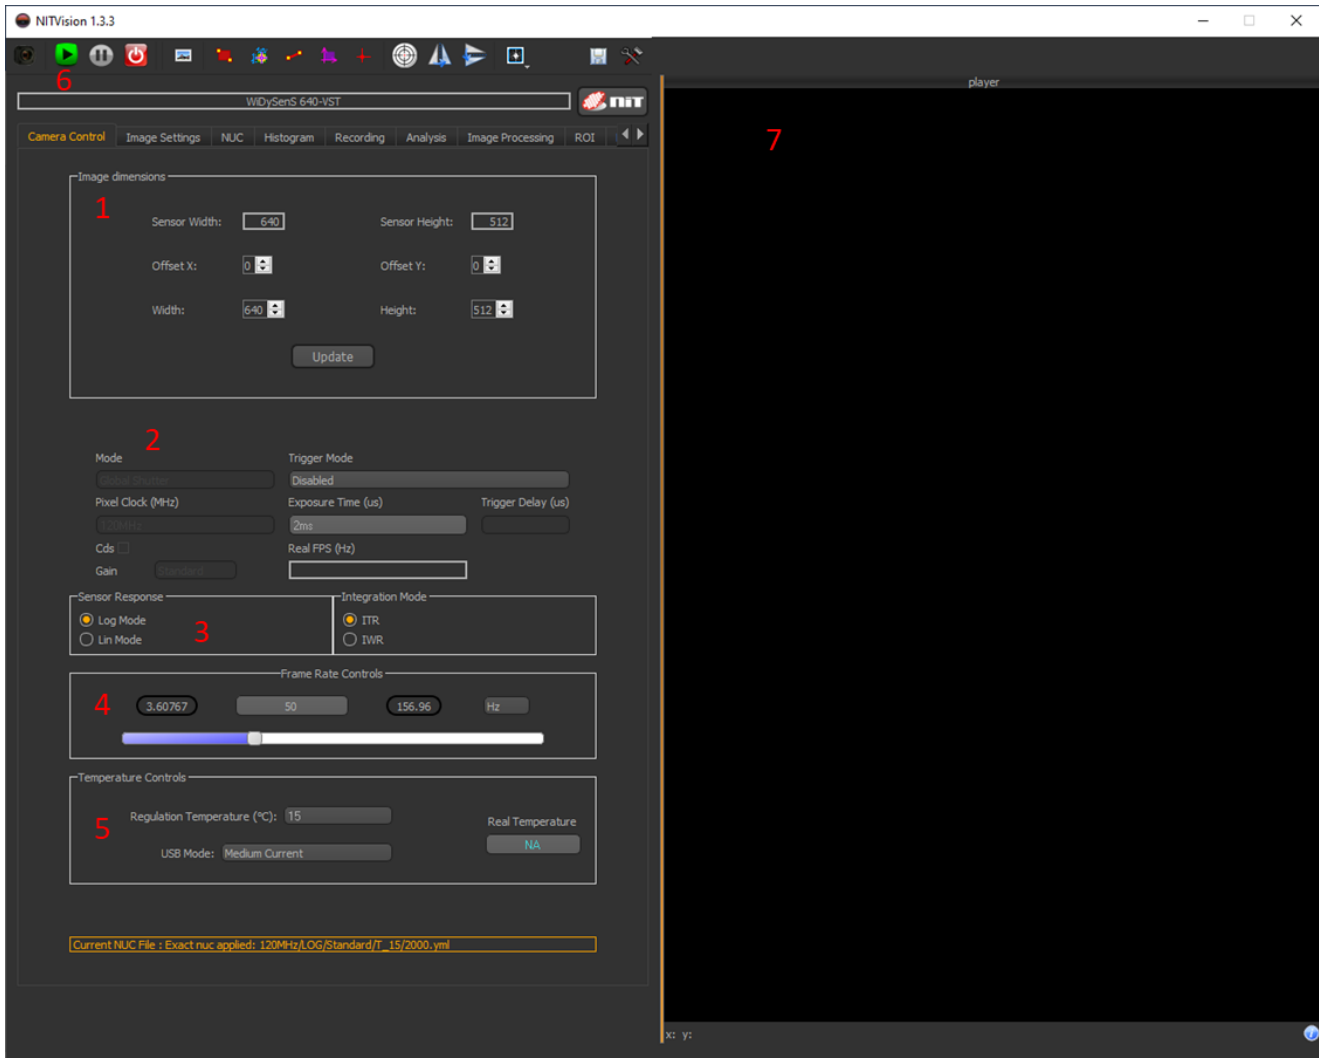 NITVision 1.3.3
6
player
WiDySenS 640-VST
NIT
Camera Control Image Settings NUC Histogram Recording Analysis Image Processing ROI
7
Image dimensions
1
Sensor Width: 640 Sensor Height: 512
Offset X: 0 Offset Y: 0
Width: 640 Height: 512
Update
2
Mode Trigger Mode
Global Shutter Disabled
Pixel Clock (MHz) Exposure Time (us) Trigger Delay (us)
120MHz 2ms
Cds Real FPS (Hz)
Gain Standard
Sensor Response Integration Mode
Log Mode ITR
3
Lin Mode IWR
Frame Rate Controls
4 3.60767 50 156.96 Hz
Temperature Controls
5
Regulation Temperature (°C): 15 Real Temperature
USB Mode: Medium Current NA
Current NUC File : Exact nuc applied: 120MHz/LOG/Standard/T_15/2000.yml
x: y: